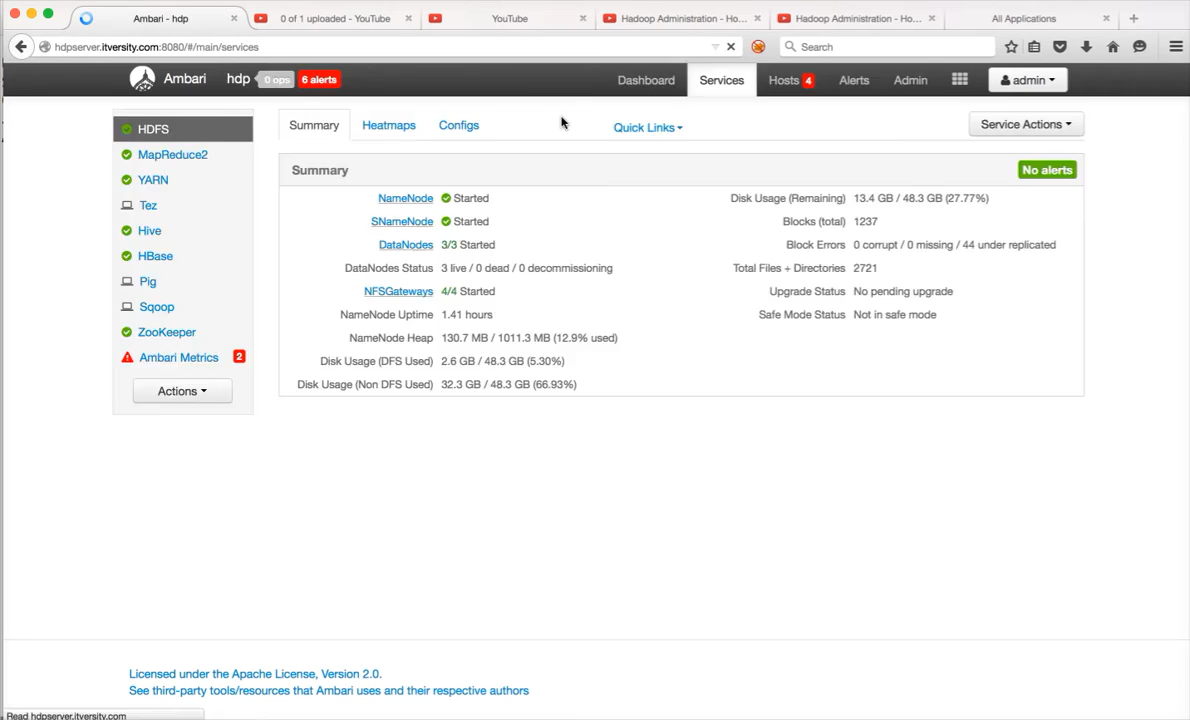 Ambari - hdp
0 of 1 uploaded - YouTube
YouTube
Hadoop Administration - Ho...
Hadoop Administration - Ho...
All Applications
hdpserver.itversity.com:8080/#/main/services
Search
Ambari
hdp
0 ops
6 alerts
Dashboard
Services
Hosts 4
Alerts
Admin
admin
HDFS
MapReduce2
YARN
Tez
Hive
HBase
Pig
Sqoop
ZooKeeper
Ambari Metrics 2
Actions
Summary
Heatmaps
Configs
Quick Links
Service Actions
Summary
No alerts
NameNode Started
SNameNode Started
DataNodes 3/3 Started
DataNodes Status 3 live / 0 dead / 0 decommissioning
NFSGateways 4/4 Started
NameNode Uptime 1.41 hours
NameNode Heap 130.7 MB / 1011.3 MB (12.9% used)
Disk Usage (DFS Used) 2.6 GB / 48.3 GB (5.30%)
Disk Usage (Non DFS Used) 32.3 GB / 48.3 GB (66.93%)
Disk Usage (Remaining) 13.4 GB / 48.3 GB (27.77%)
Blocks (total) 1237
Block Errors 0 corrupt / 0 missing / 44 under replicated
Total Files + Directories 2721
Upgrade Status No pending upgrade
Safe Mode Status Not in safe mode
Licensed under the Apache License, Version 2.0.
See third-party tools/resources that Ambari uses and their respective authors
Read hdpserver.itversity.com